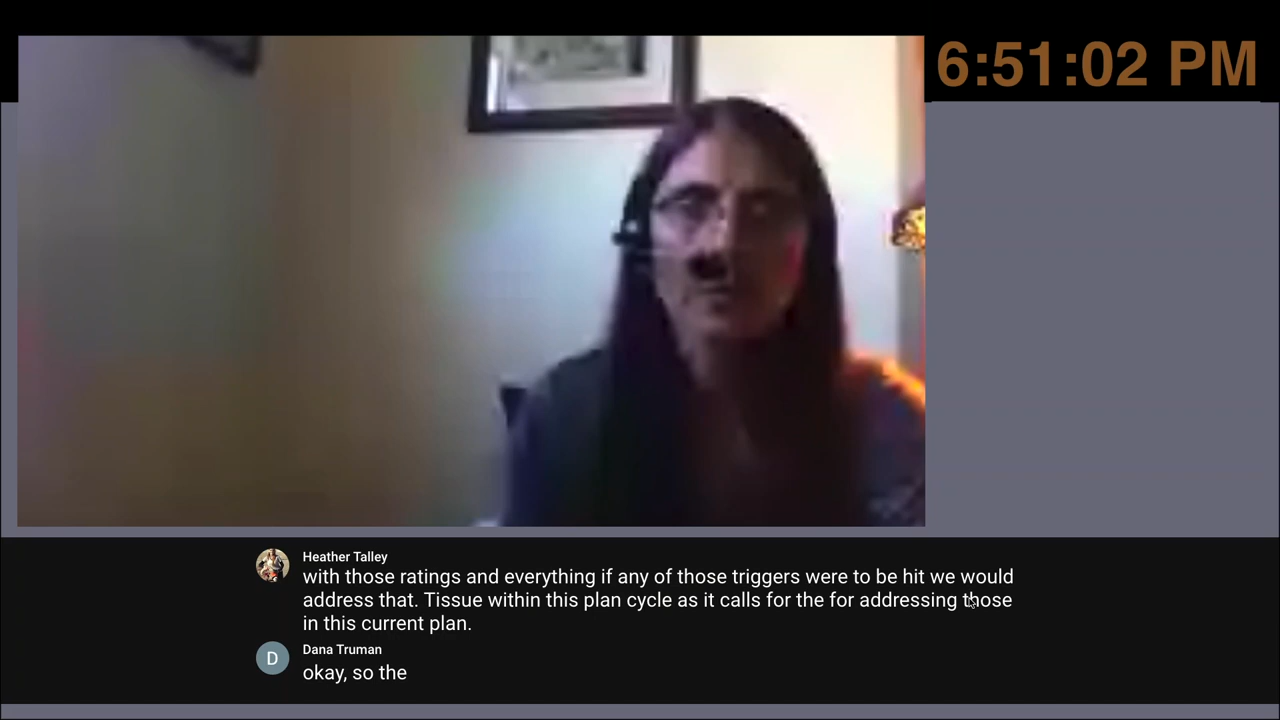 6:51:02 PM
Heather Talley
with those ratings and everything if any of those triggers were to be hit we would
address that. Tissue within this plan cycle as it calls for the for addressing those
in this current plan.
D
Dana Truman
okay, so the